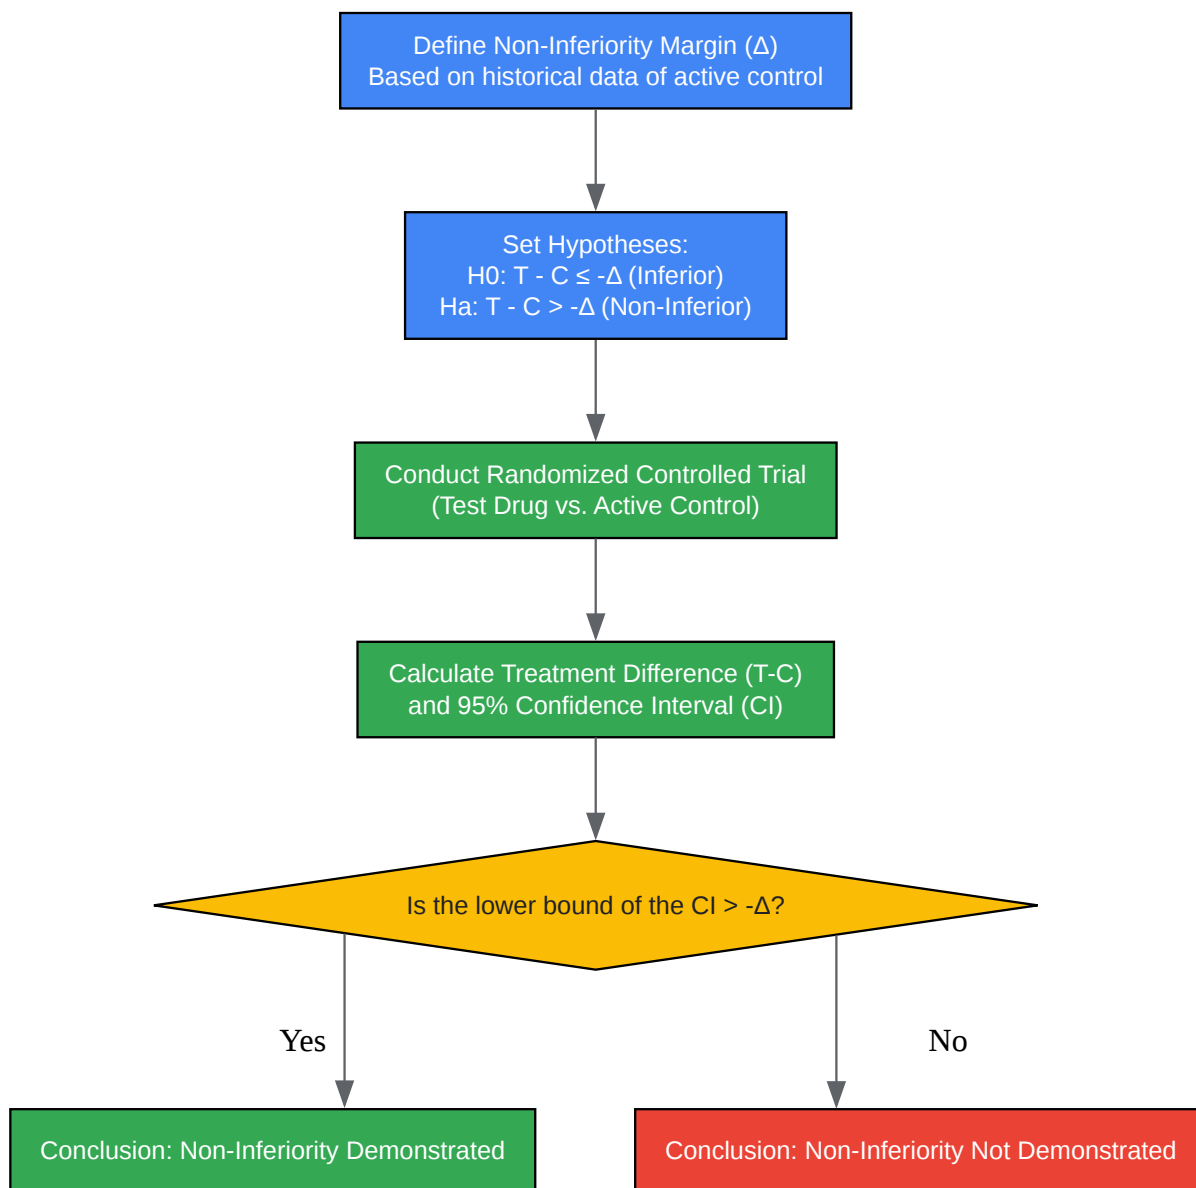 Define Non-Inferiority Margin (Δ)
Based on historical data of active control
Set Hypotheses:
H0: T - C ≤ -Δ (Inferior)
Ha: T - C > -Δ (Non-Inferior)
Conduct Randomized Controlled Trial
(Test Drug vs. Active Control)
Calculate Treatment Difference (T-C)
and 95% Confidence Interval (CI)
Is the lower bound of the CI > -Δ?
Yes
No
Conclusion: Non-Inferiority Demonstrated
Conclusion: Non-Inferiority Not Demonstrated